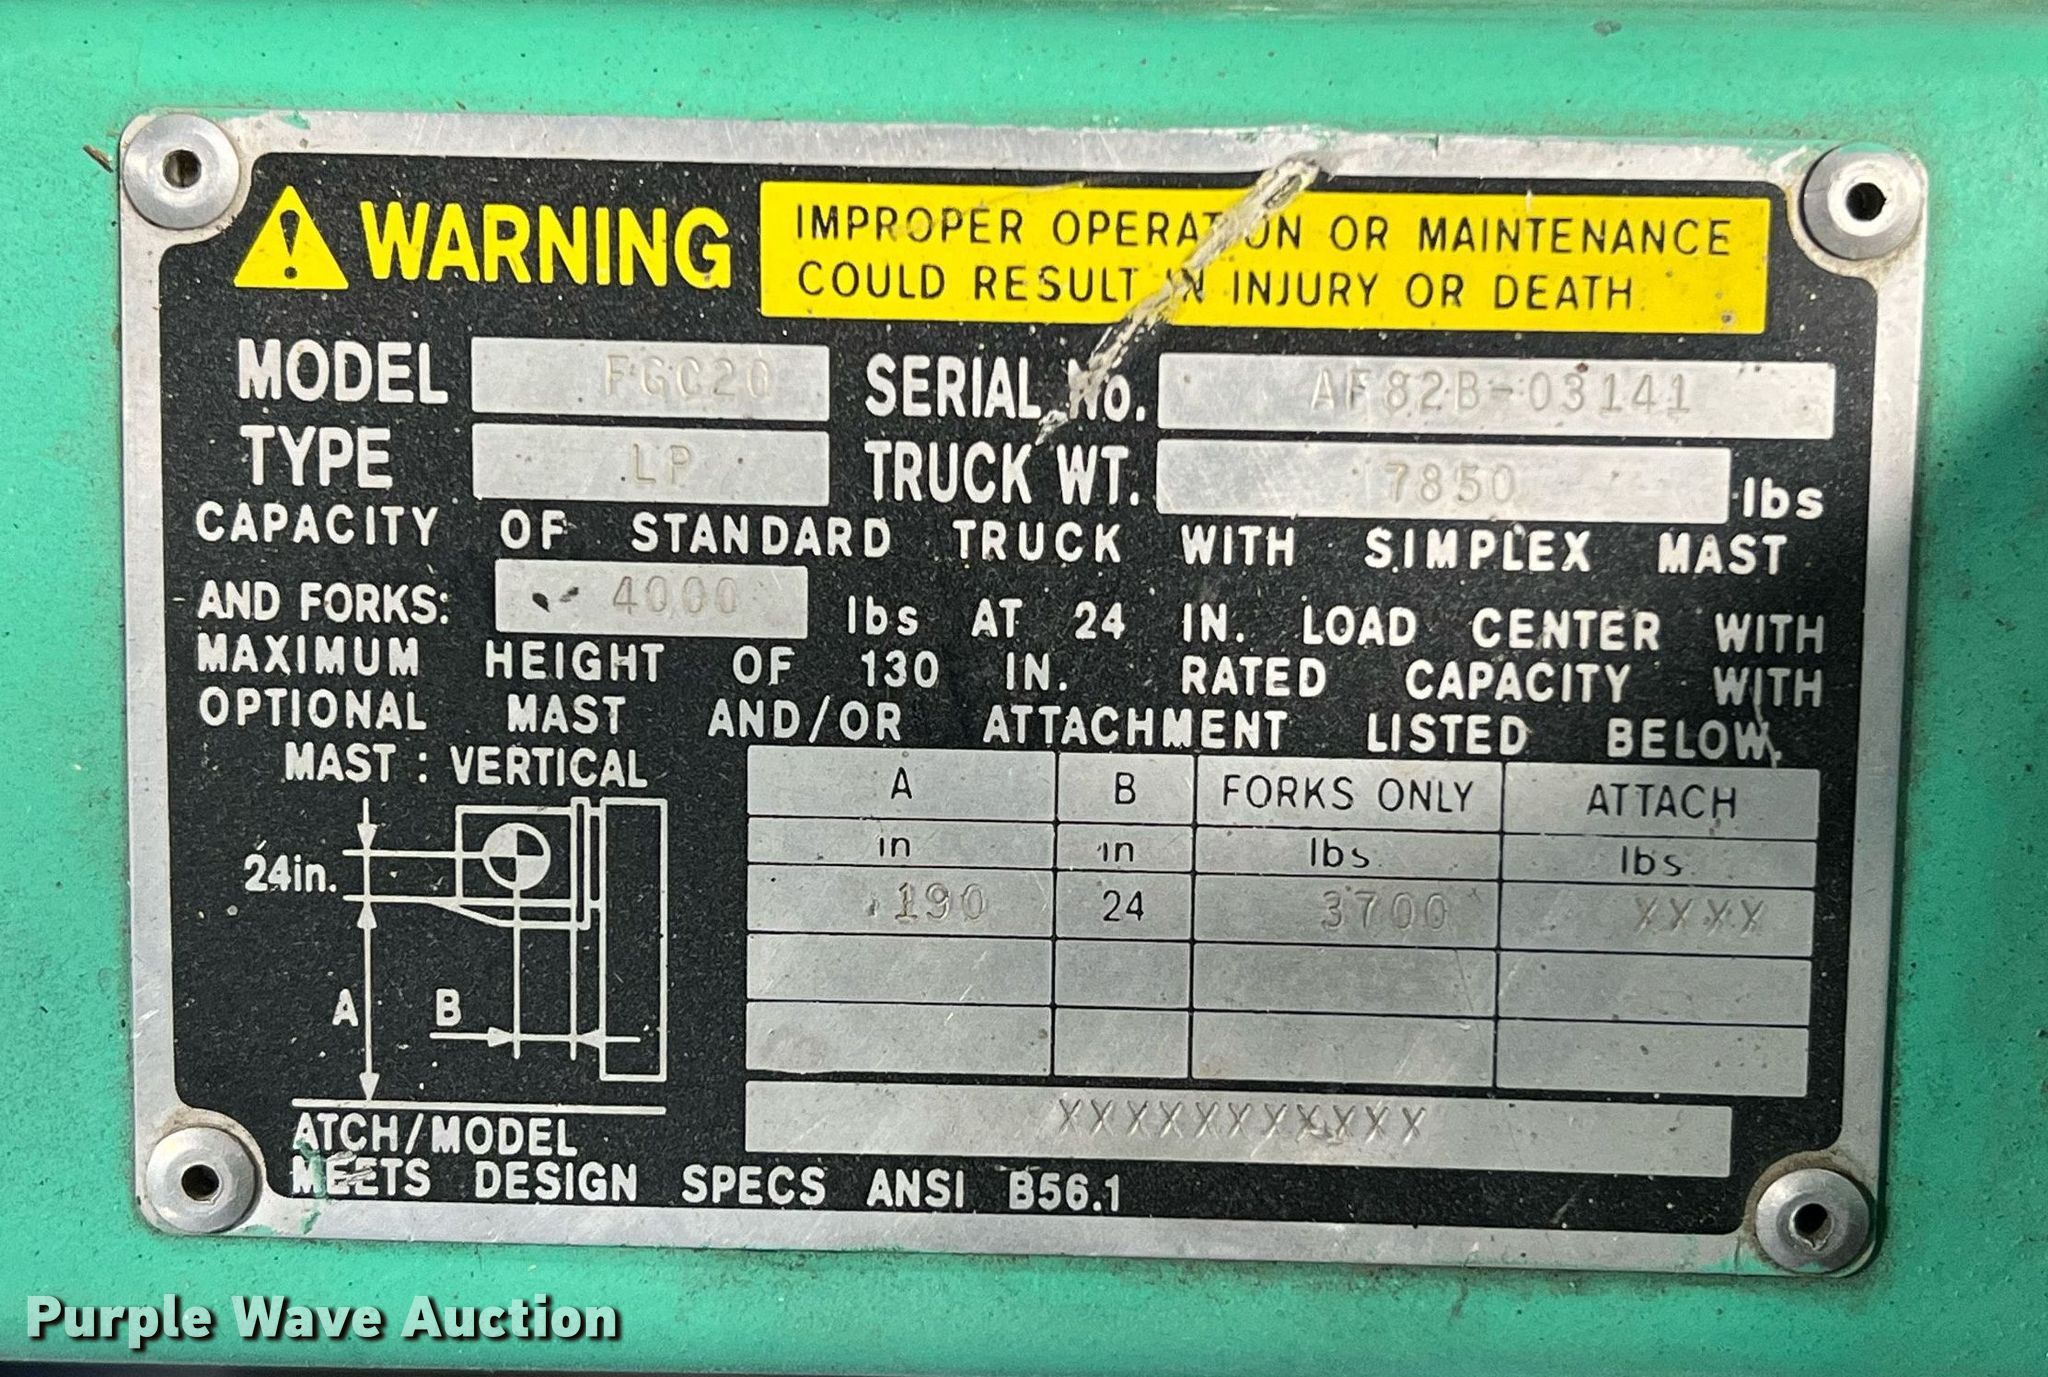 WARNING
IMPROPER OPERATION OR MAINTENANCE
COULD RESULT IN INJURY OR DEATH
MODEL FGC20 SERIAL No. AF82B-03141
TYPE LP TRUCK WT. 7850 lbs
CAPACITY OF STANDARD TRUCK WITH SIMPLEX MAST
AND FORKS: 4000 lbs AT 24 IN. LOAD CENTER WITH
MAXIMUM HEIGHT OF 130 IN. RATED CAPACITY WITH
OPTIONAL MAST AND/OR ATTACHMENT LISTED BELOW.
MAST : VERTICAL
24in.
A
B
A B FORKS ONLY ATTACH
in in lbs lbs
190 24 3700 XXXX
ATCH/MODEL XXXXXXXXXXX
MEETS DESIGN SPECS ANSI B56.1
Purple Wave Auction